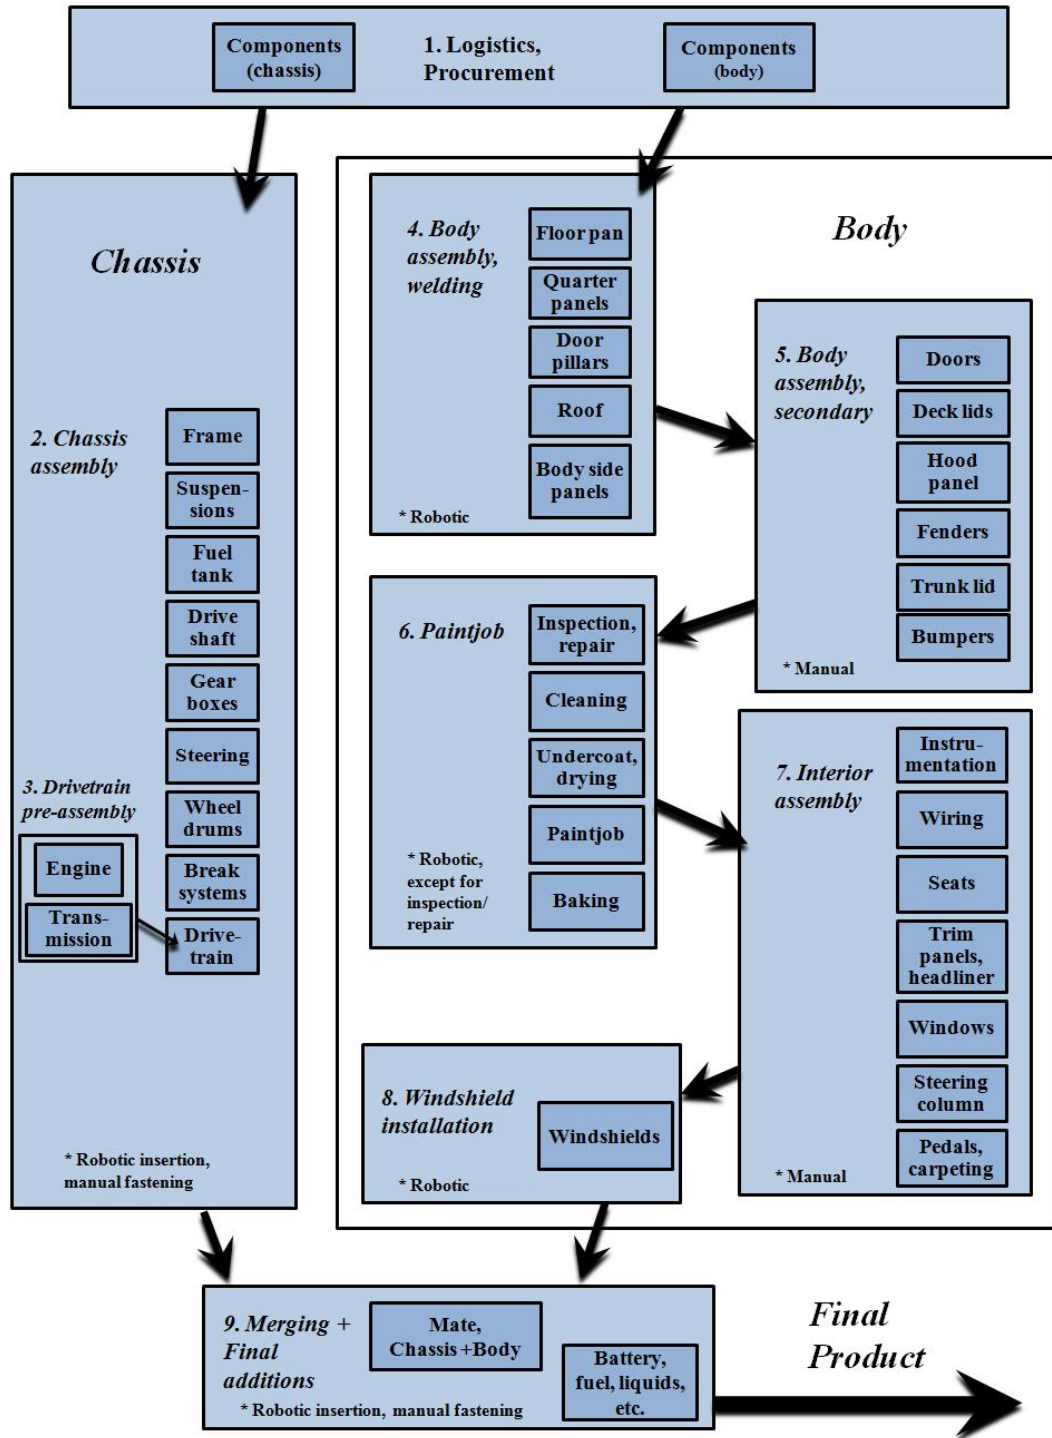 Components
(chassis)
1. Logistics,
Procurement
Components
(body)
Chassis
2. Chassis
assembly
Frame
Suspen-
sions
Fuel
tank
Drive
shaft
Gear
boxes
Steering
Wheel
drums
Break
systems
Drive-
train
3. Drivetrain
pre-assembly
Engine
Trans-
mission
* Robotic insertion,
manual fastening
Body
4. Body
assembly,
welding
Floor pan
Quarter
panels
Door
pillars
Roof
Body side
panels
* Robotic
5. Body
assembly,
secondary
Doors
Deck lids
Hood
panel
Fenders
Trunk lid
Bumpers
* Manual
6. Paintjob
Inspection,
repair
Cleaning
Undercoat,
drying
Paintjob
Baking
* Robotic,
except for
inspection/
repair
7. Interior
assembly
Instru-
mentation
Wiring
Seats
Trim
panels,
headliner
Windows
Steering
column
Pedals,
carpeting
* Manual
8. Windshield
installation
Windshields
* Robotic
9. Merging +
Final
additions
Mate,
Chassis +Body
Battery,
fuel, liquids,
etc.
* Robotic insertion, manual fastening
Final
Product